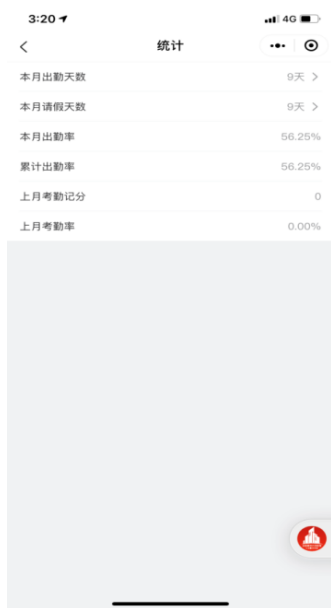 3:20
4G
统计
本月出勤天数 9天
本月请假天数 9天
本月出勤率 56.25%
累计出勤率 56.25%
上月考勤记分 0
上月考勤率 0.00%